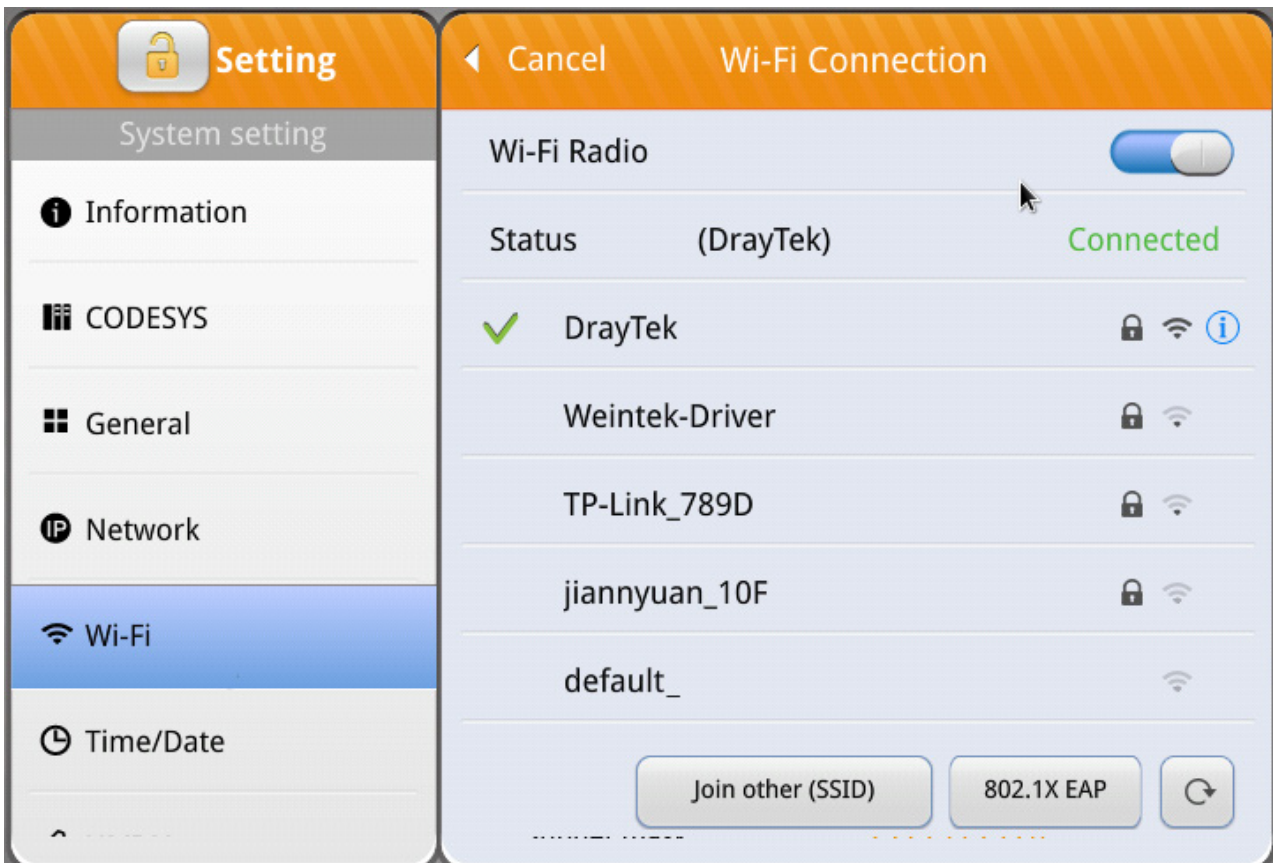 Setting
System setting
Information
CODESYS
General
Network
Wi-Fi
Time/Date
Cancel Wi-Fi Connection
Wi-Fi Radio
Status (DrayTek) Connected
DrayTek
Weintek-Driver
TP-Link_789D
jiannyuan_10F
default_
Join other (SSID) 802.1X EAP